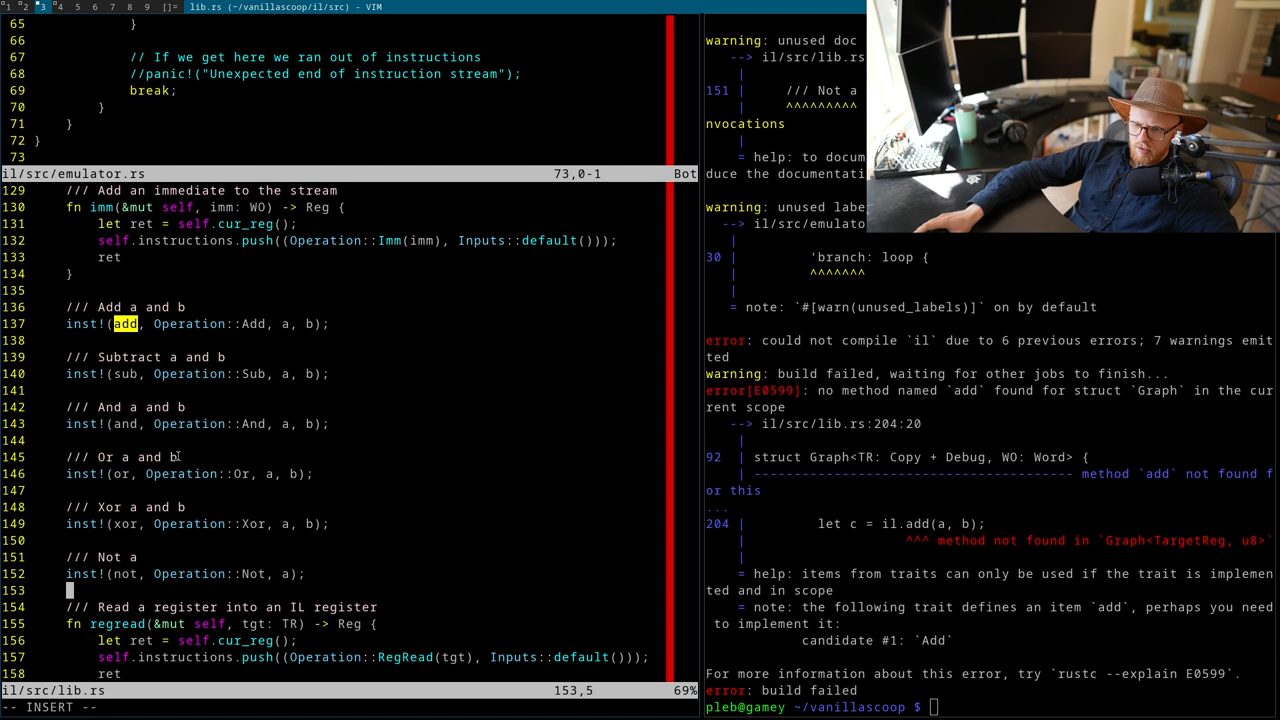 1 2 3 4 5 6 7 8 9 []= lib.rs (~/vanillascoop/il/src) - VIM
65 }
66
67 // If we get here we ran out of instructions
68 //panic!("Unexpected end of instruction stream");
69 break;
70 }
71 }
72 }
73
il/src/emulator.rs 73,0-1 Bot
129 /// Add an immediate to the stream
130 fn imm(&mut self, imm: WO) -> Reg {
131 let ret = self.cur_reg();
132 self.instructions.push((Operation::Imm(imm), Inputs::default()));
133 ret
134 }
135
136 /// Add a and b
137 inst!(add, Operation::Add, a, b);
138
139 /// Subtract a and b
140 inst!(sub, Operation::Sub, a, b);
141
142 /// And a and b
143 inst!(and, Operation::And, a, b);
144
145 /// Or a and b
146 inst!(or, Operation::Or, a, b);
147
148 /// Xor a and b
149 inst!(xor, Operation::Xor, a, b);
150
151 /// Not a
152 inst!(not, Operation::Not, a);
153
154 /// Read a register into an IL register
155 fn regread(&mut self, tgt: TR) -> Reg {
156 let ret = self.cur_reg();
157 self.instructions.push((Operation::RegRead(tgt), Inputs::default()));
158 ret
il/src/lib.rs 153,5 69%
-- INSERT --
warning: unused doc
--> il/src/lib.rs
|
151 | /// Not a
| ^^^^^^^^^
nvocations
|
= help: to docum
duce the documentati
warning: unused labe
--> il/src/emulato
|
30 | 'branch: loop {
| ^^^^^^^
|
= note: `#[warn(unused_labels)]` on by default
error: could not compile `il` due to 6 previous errors; 7 warnings emit
ted
warning: build failed, waiting for other jobs to finish...
error[E0599]: no method named `add` found for struct `Graph` in the cur
rent scope
--> il/src/lib.rs:204:20
|
92 | struct Graph<TR: Copy + Debug, WO: Word> {
| ---------------------------------------- method `add` not found f
or this
...
204 | let c = il.add(a, b);
| ^^^ method not found in `Graph<TargetReg, u8>`
|
= help: items from traits can only be used if the trait is implemen
ted and in scope
= note: the following trait defines an item `add`, perhaps you need
to implement it:
candidate #1: `Add`
For more information about this error, try `rustc --explain E0599`.
error: build failed
pleb@gamey ~/vanillascoop $